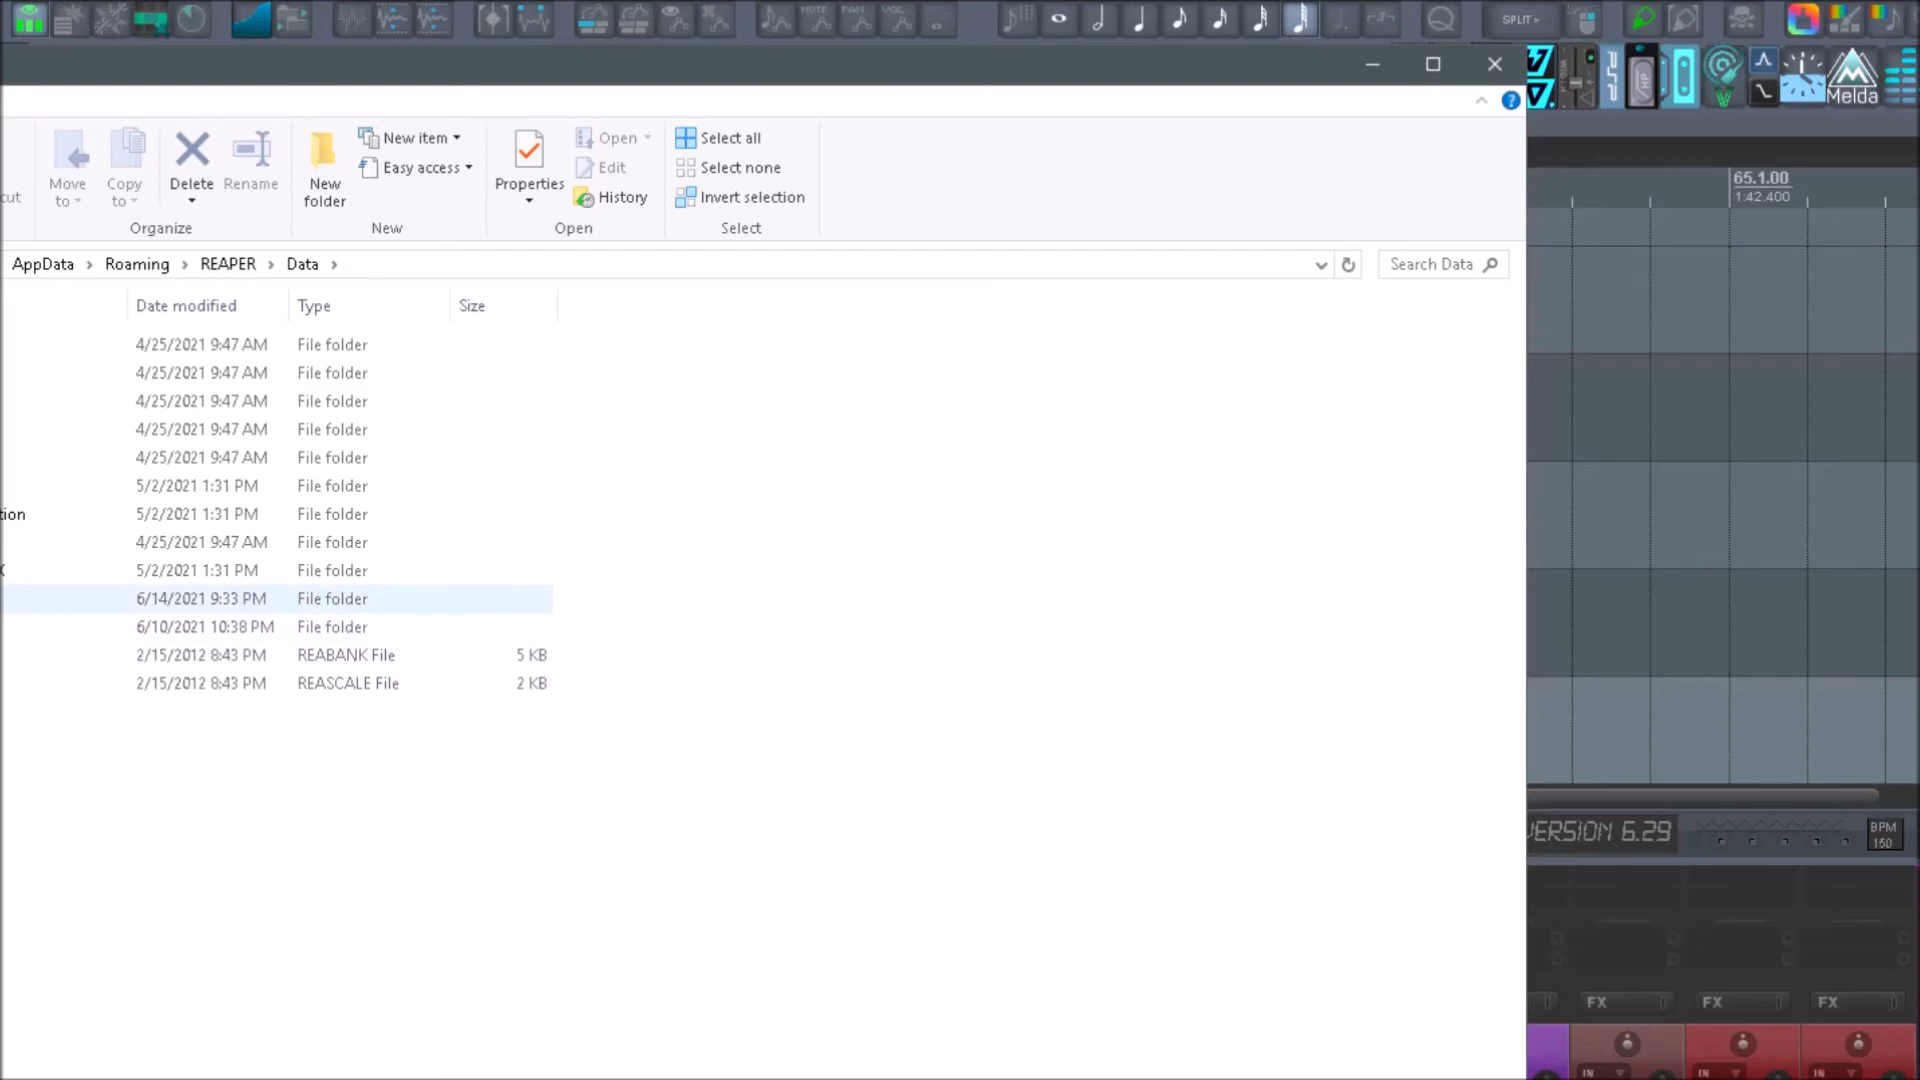 MUTE PAN VOL
-3-
SPLIT>
PSP
HP
Melda
cut
Move to
Copy to
Delete
Rename
New folder
New item
Easy access
Properties
Open
Edit
History
Select all
Select none
Invert selection
Organize
New
Open
Select
65.1.00
1:42.400
AppData › Roaming › REAPER › Data ›
Search Data
Date modified Type Size
4/25/2021 9:47 AM File folder
4/25/2021 9:47 AM File folder
4/25/2021 9:47 AM File folder
4/25/2021 9:47 AM File folder
4/25/2021 9:47 AM File folder
5/2/2021 1:31 PM File folder
tion 5/2/2021 1:31 PM File folder
4/25/2021 9:47 AM File folder
5/2/2021 1:31 PM File folder
6/14/2021 9:33 PM File folder
6/10/2021 10:38 PM File folder
2/15/2012 8:43 PM REABANK File 5 KB
2/15/2012 8:43 PM REASCALE File 2 KB
VERSION 6.29
BPM
150
FX FX FX
IN IN IN